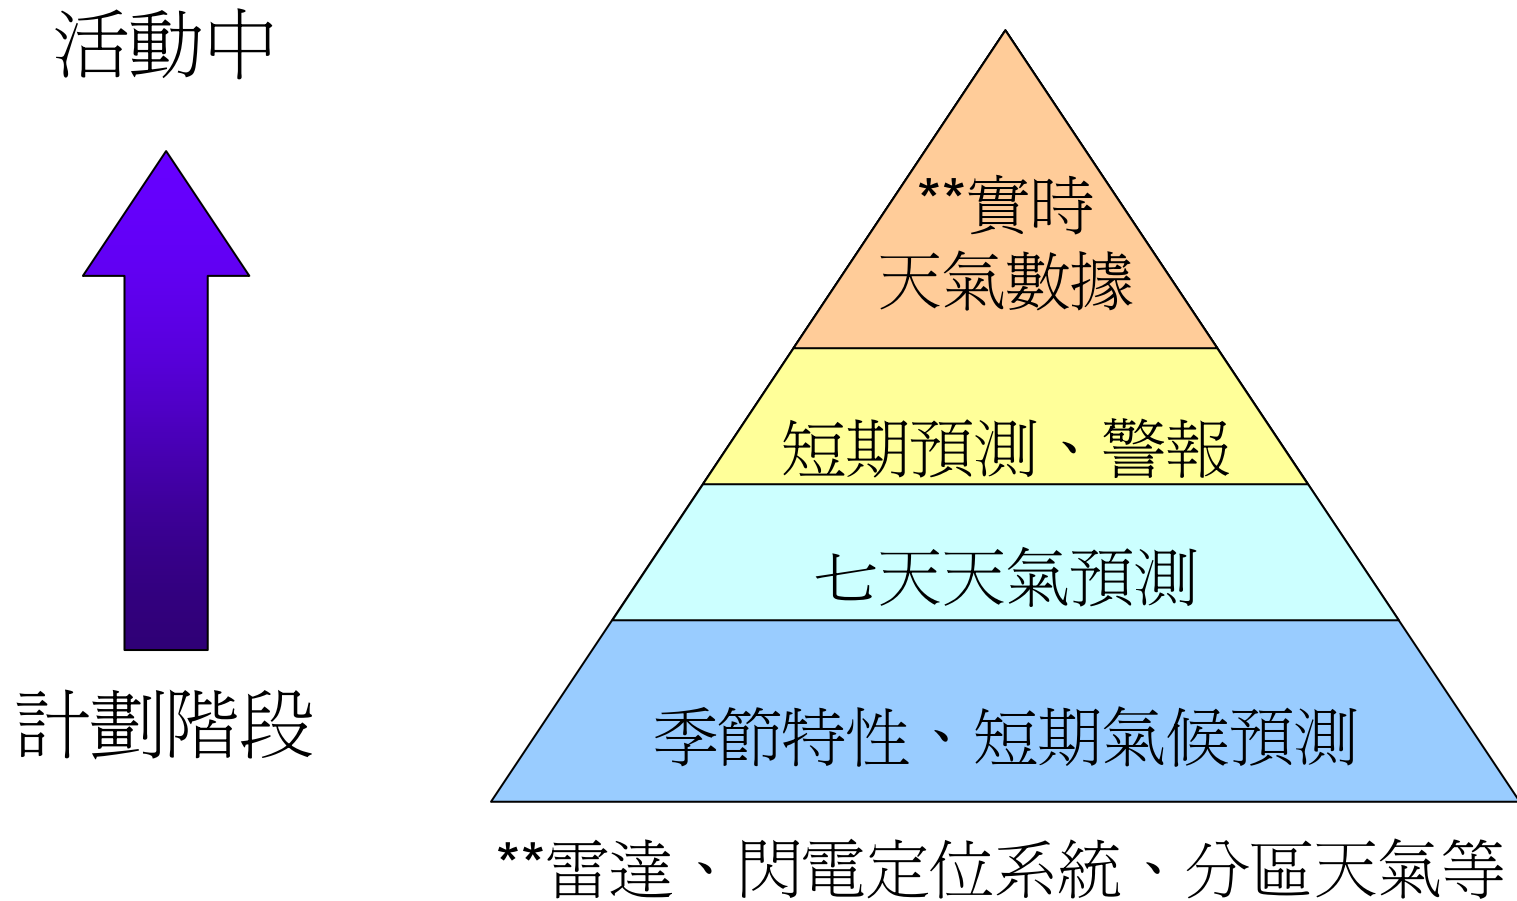 活動中
**實時
天氣數據
短期預測、警報
七天天氣預測
計劃階段
季節特性、短期氣候預測
**雷達、閃電定位系統、分區天氣等